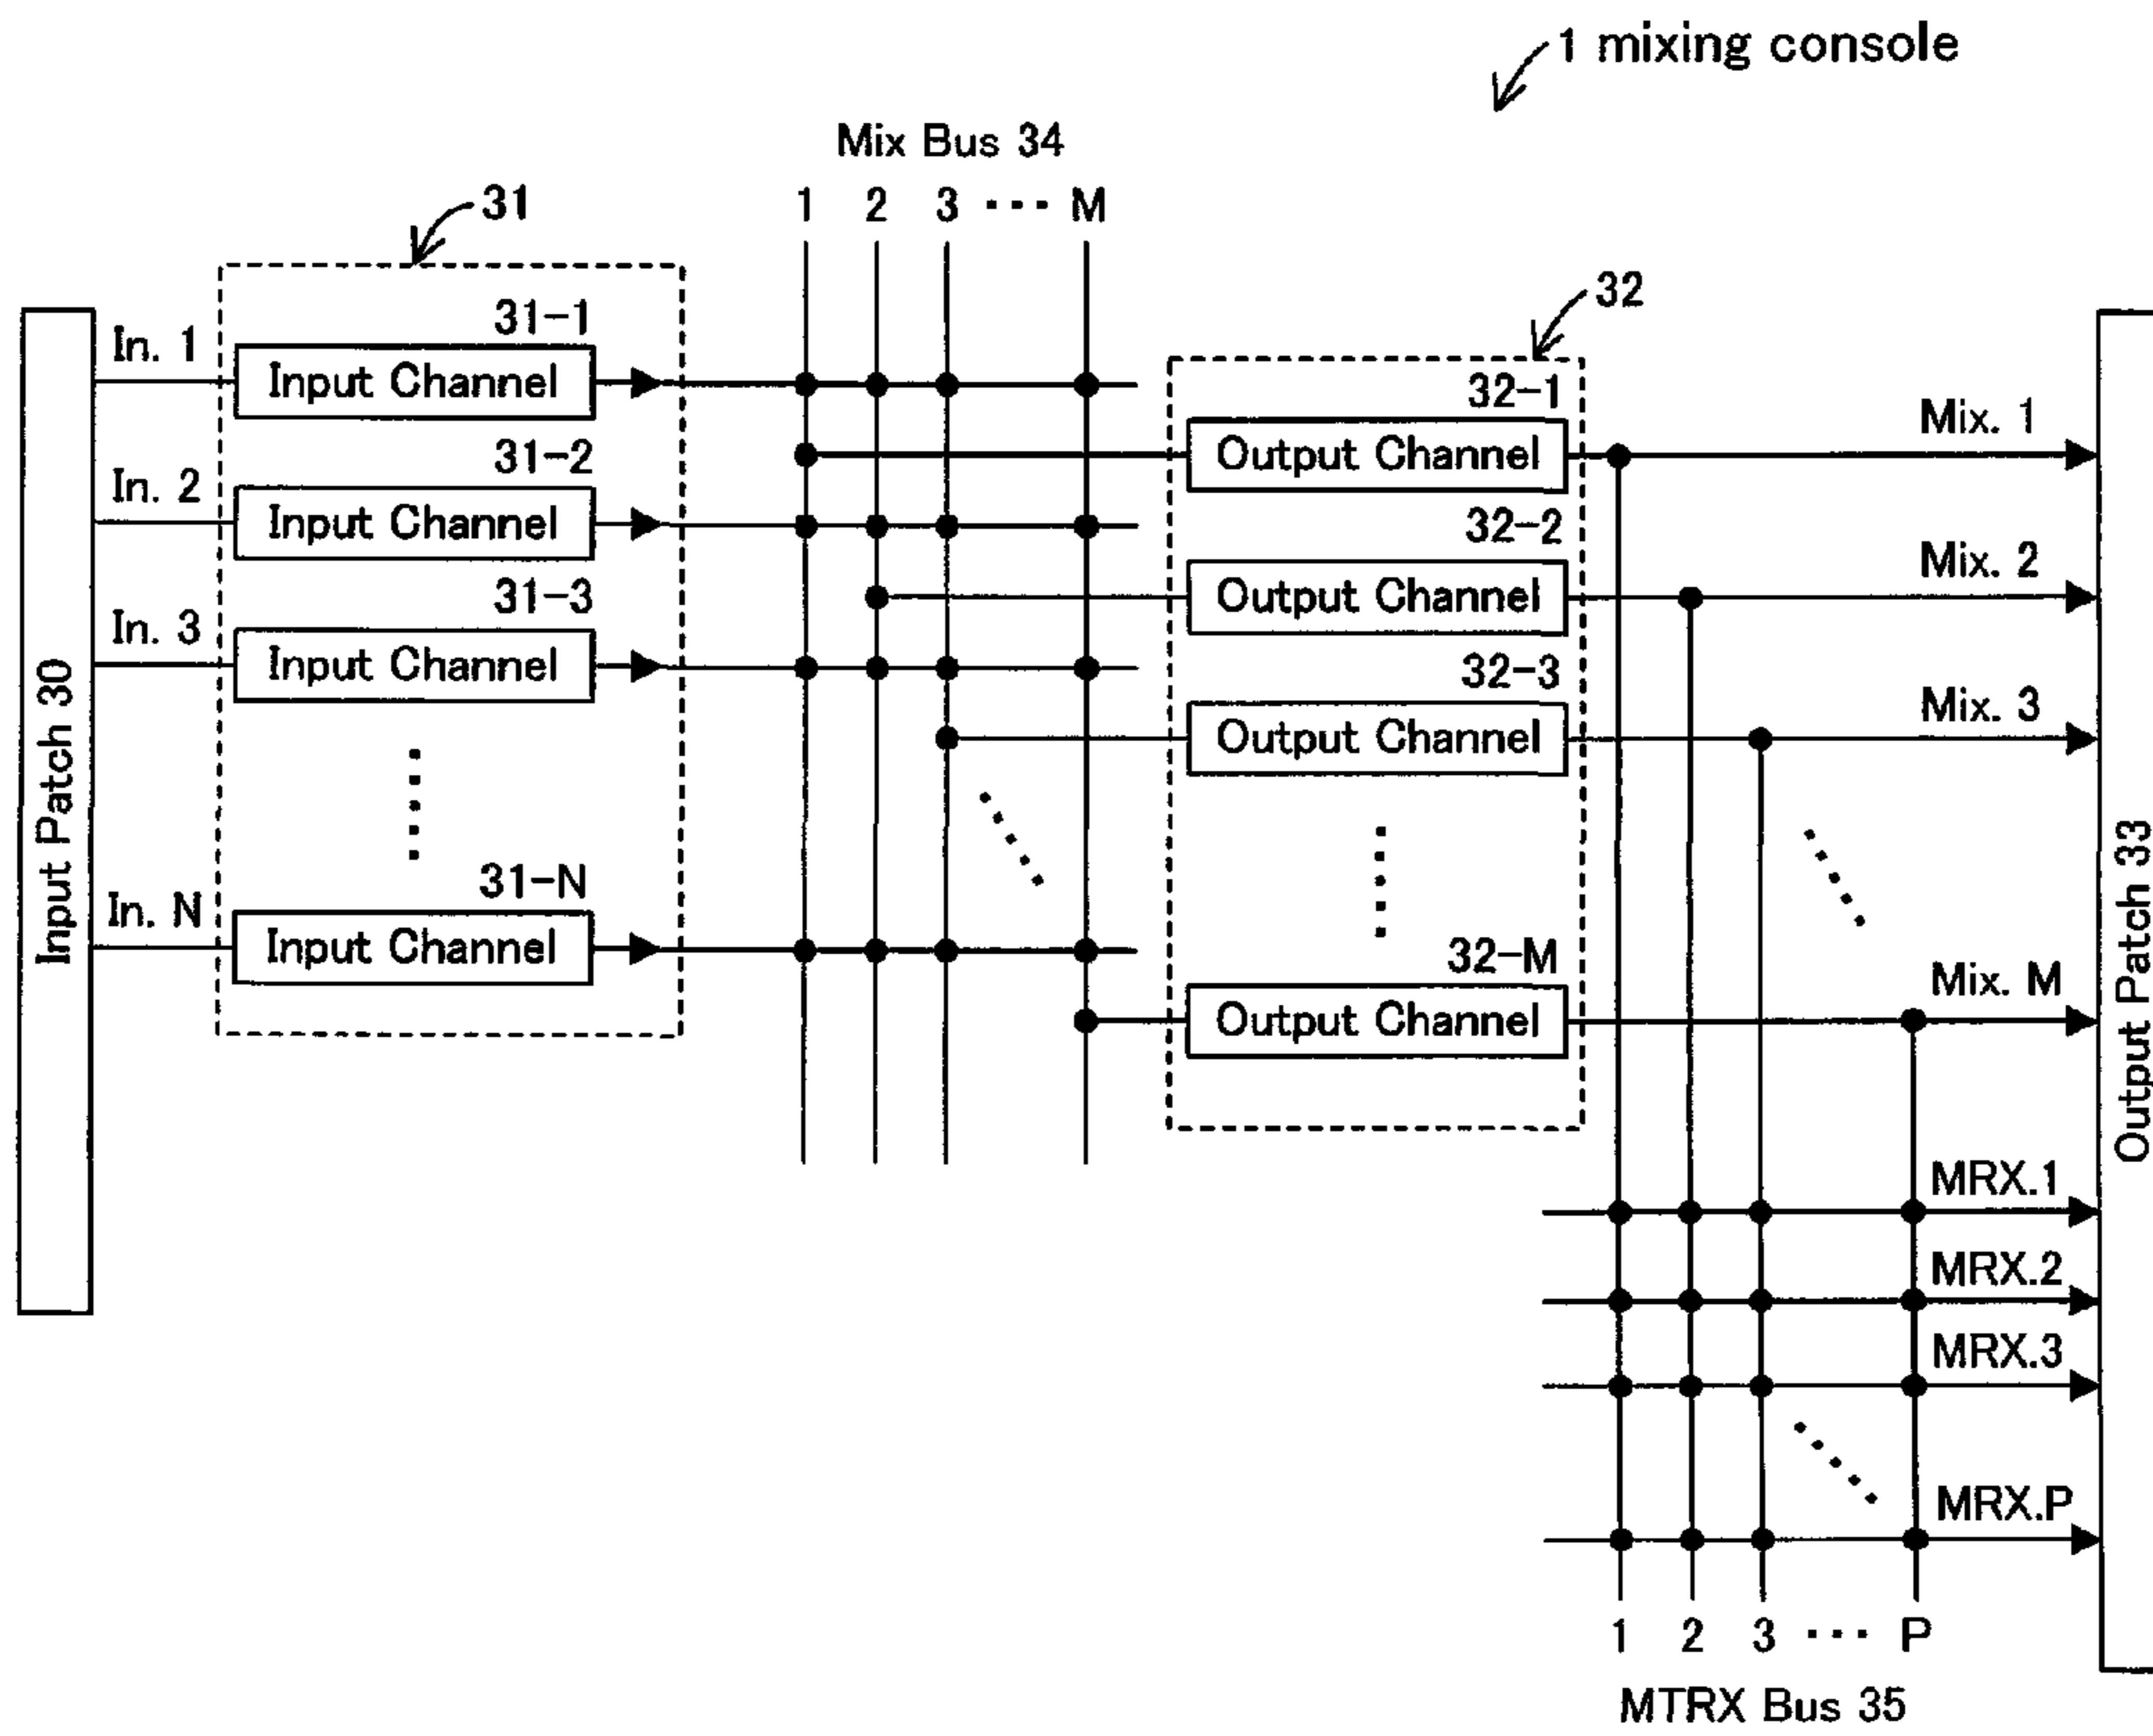 1 mixing console
Mix Bus 34
1 2 3 ··· M
31
32
Input Patch 30
In. 1
31-1
Input Channel
In. 2
31-2
Input Channel
In. 3
31-3
Input Channel
In. N
31-N
Input Channel
32-1
Output Channel
Mix. 1
32-2
Output Channel
Mix. 2
32-3
Output Channel
Mix. 3
32-M
Output Channel
Mix. M
Output Patch 33
MRX.1
MRX.2
MRX.3
MRX.P
1 2 3 ··· P
MTRX Bus 35